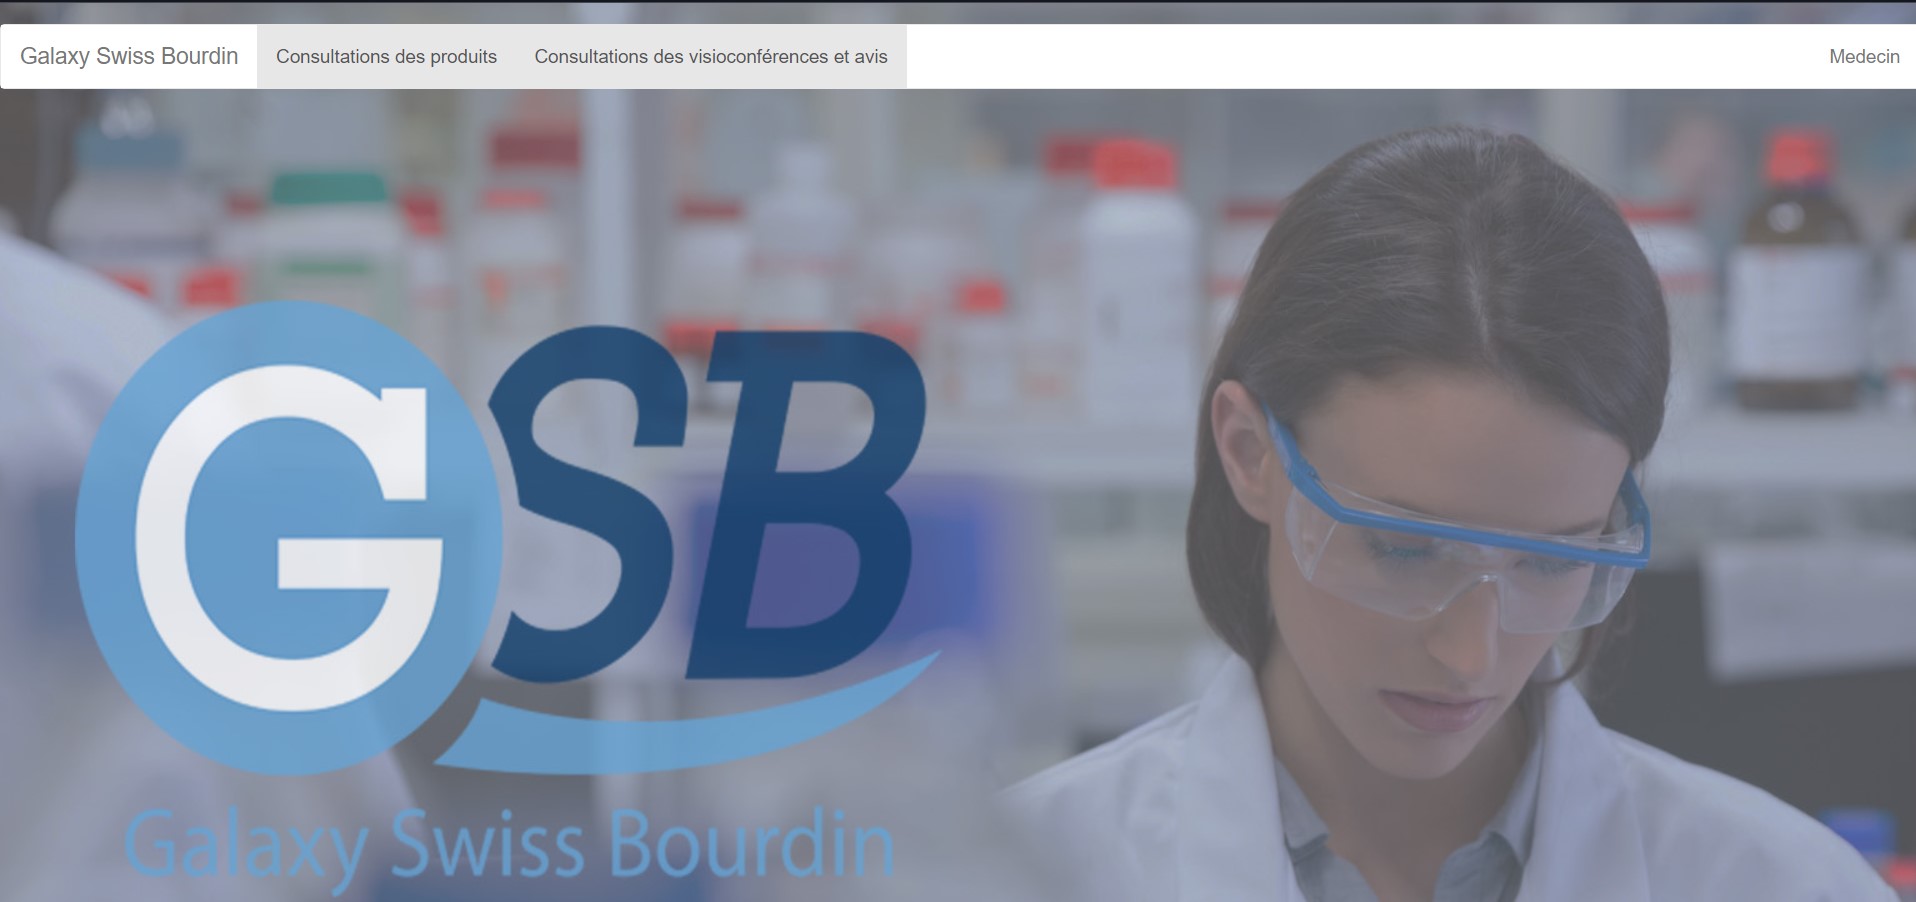 Galaxy Swiss Bourdin
Consultations des produits
Consultations des visioconférences et avis
Medecin
GSB
Galaxy Swiss Bourdin